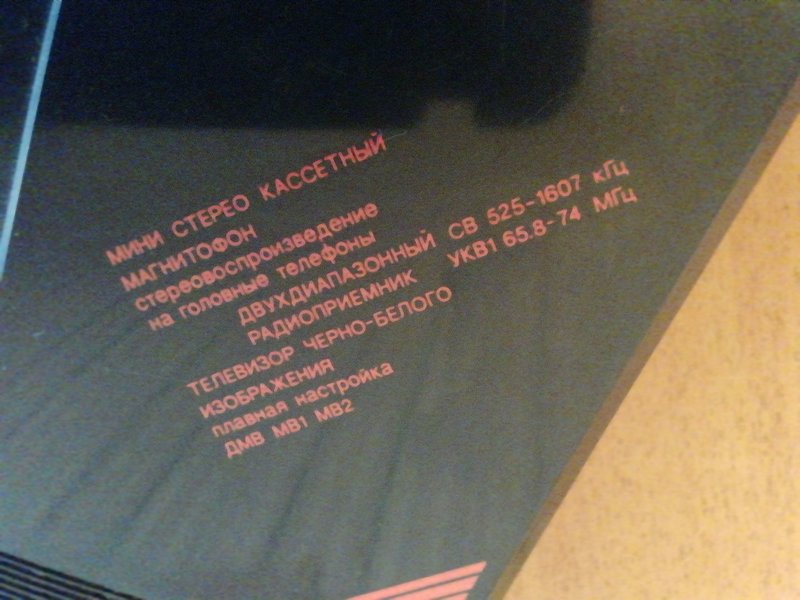 МИНИ СТЕРЕО КАССЕТНЫЙ
МАГНИТОФОН
стереовоспроизведение
на головные телефоны
ДВУХДИАПАЗОННЫЙ СВ 525-1607 кГц
РАДИОПРИЕМНИК УКВ1 65.8-74 МГц
ТЕЛЕВИЗОР ЧЕРНО-БЕЛОГО
ИЗОБРАЖЕНИЯ
плавная настройка
ДМВ МВ1 МВ2